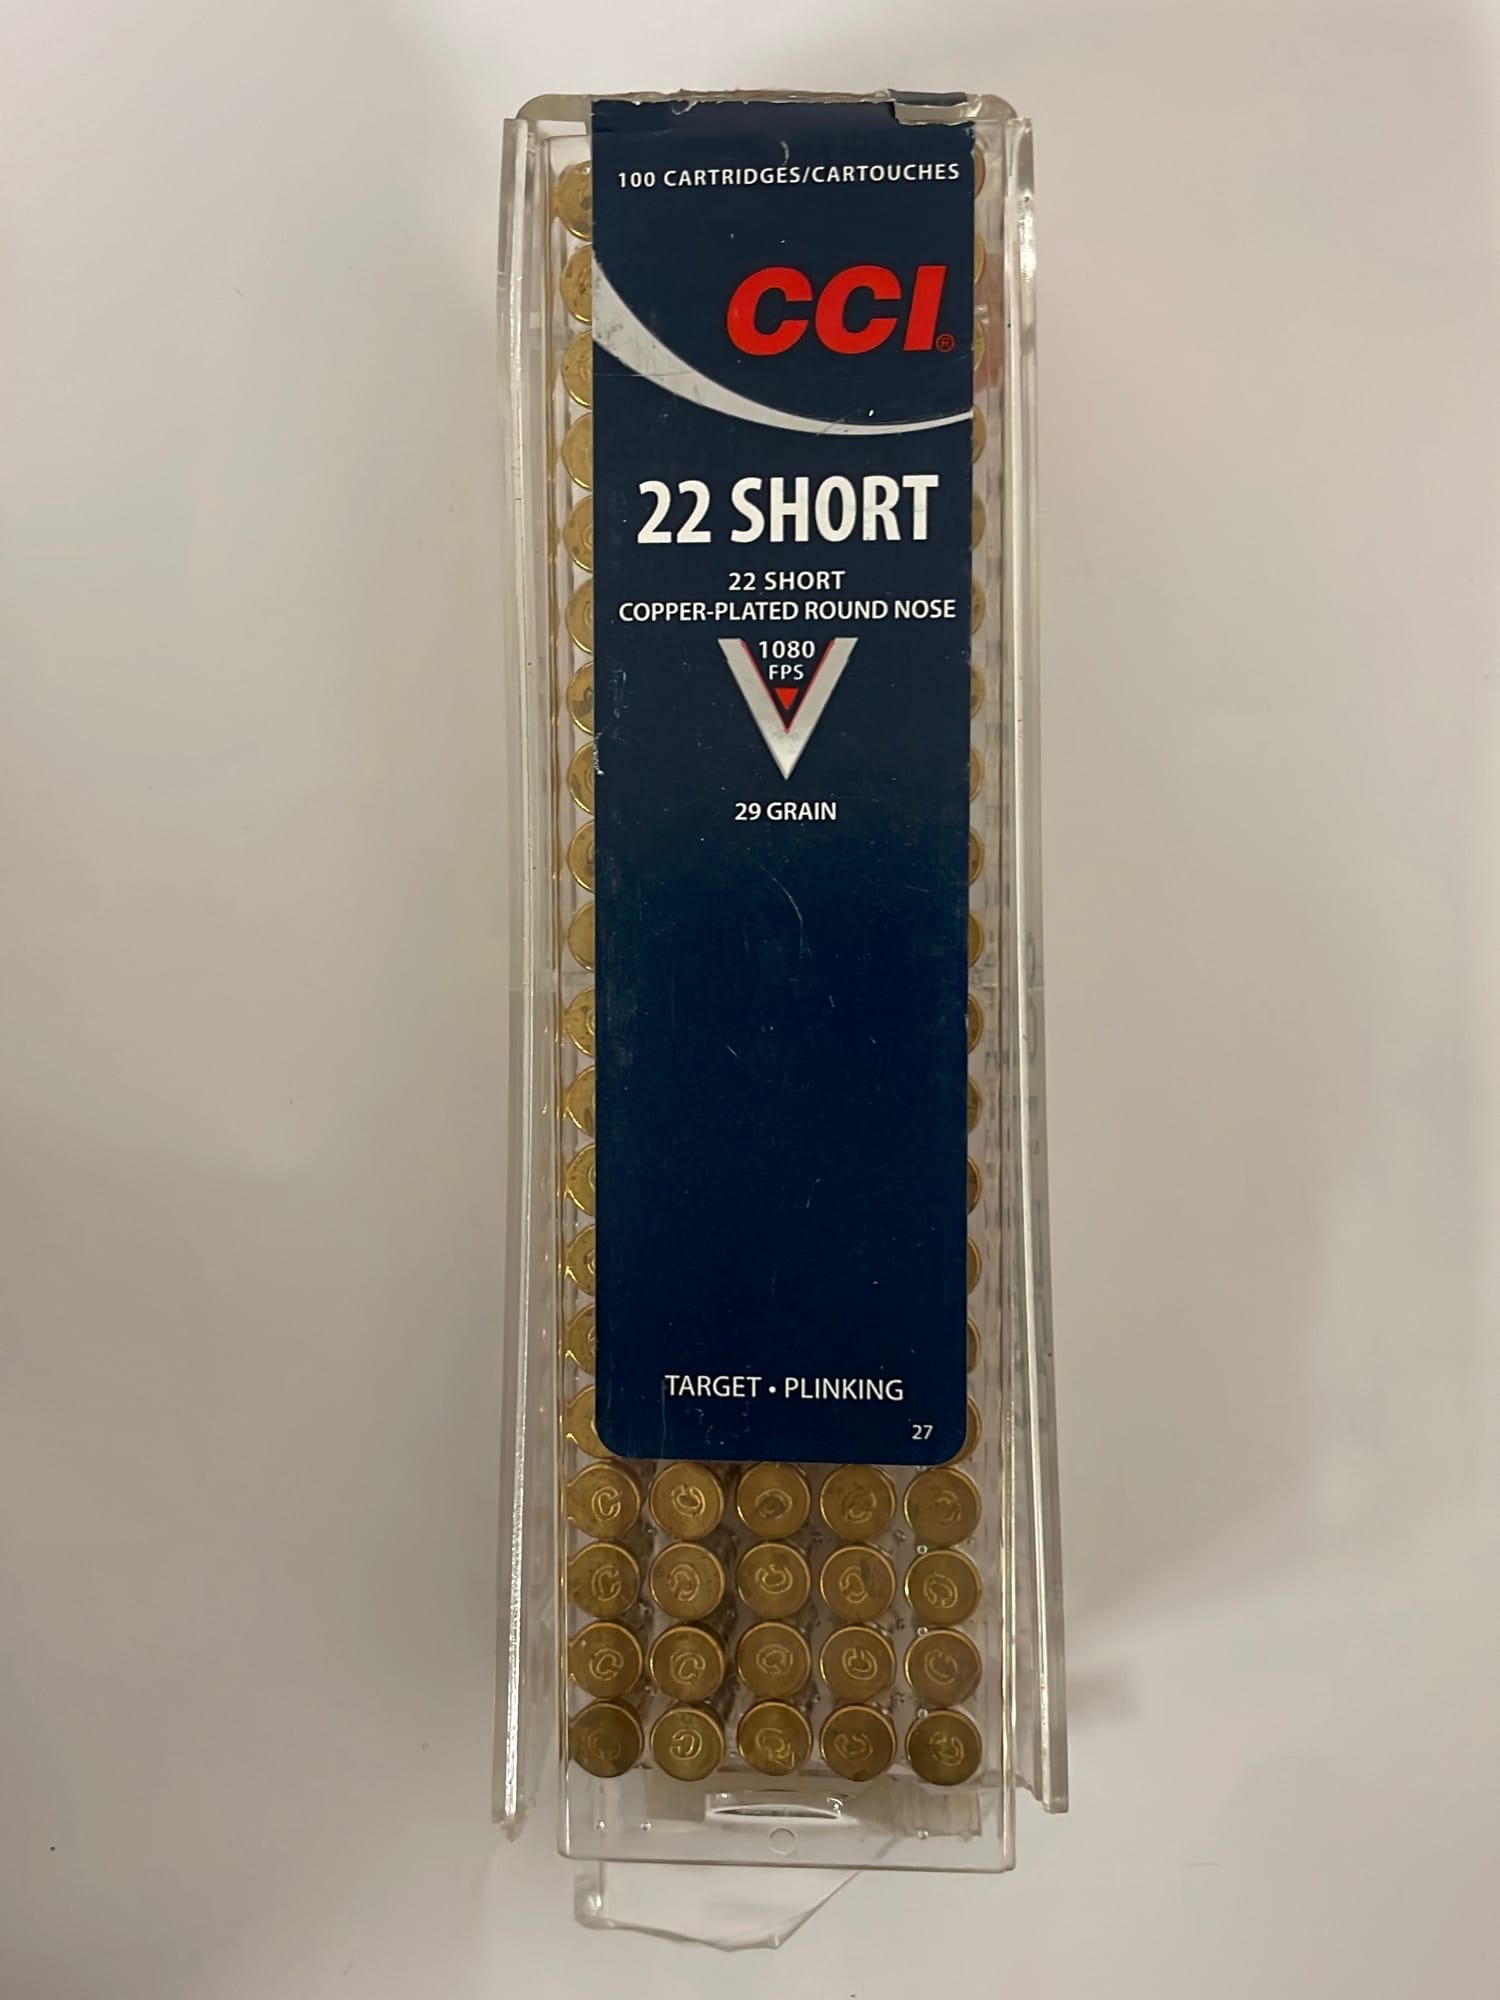 100 CARTRIDGES/CARTOUCHES
CCI®
22 SHORT
22 SHORT
COPPER-PLATED ROUND NOSE
1080
FPS
29 GRAIN
TARGET • PLINKING
27
C C C C C
C C C C C
C C C C C
C C C C C